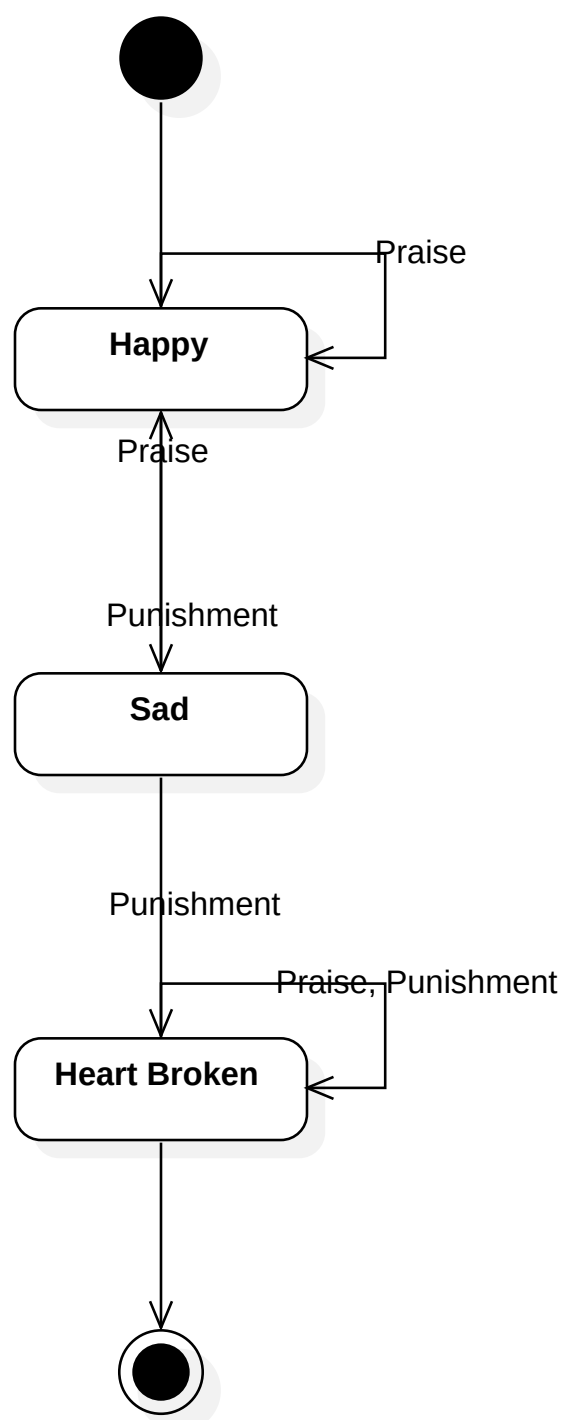 Praise
Happy
Praise
Punishment
Sad
Punishment
Praise, Punishment
Heart Broken